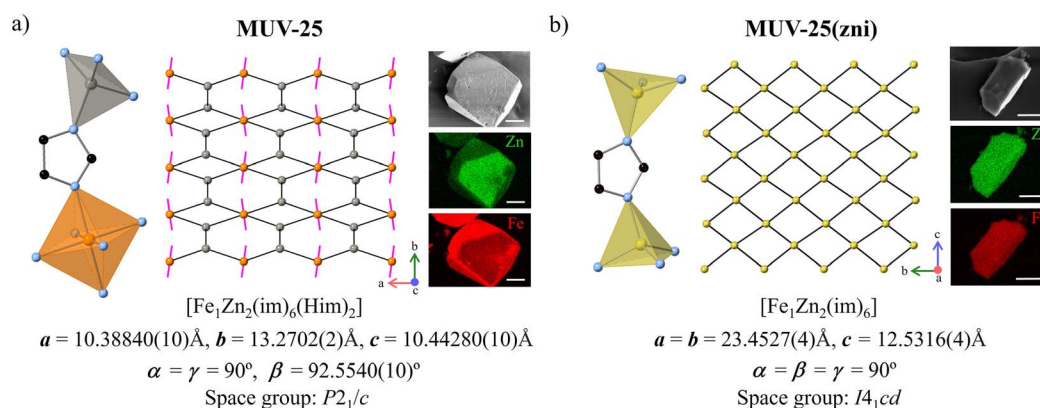 a)
MUV-25
Zn
Fe
b
a
c
[Fe₁Zn₂(im)₆(Him)₂]
a = 10.38840(10)Å, b = 13.2702(2)Å, c = 10.44280(10)Å
α = γ = 90º, β = 92.5540(10)º
Space group: P2₁/c
b)
MUV-25(zni)
Z
F
c
b
a
[Fe₁Zn₂(im)₆]
a = b = 23.4527(4)Å, c = 12.5316(4)Å
α = β = γ = 90º
Space group: I4₁cd